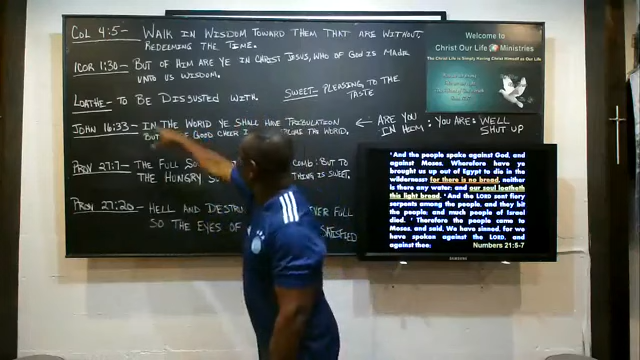 Col 4:5- Walk in Wisdom Toward Them That Are Without,
Redeeming the Time.
1Cor 1:30- But of Him Are Ye in Christ Jesus, Who of God is Made
unto us Wisdom.
Loathe- To Be Disgusted With.
Sweet- Pleasing to the
Taste
John 16:33- In the World Ye Shall Have Tribulation
But Good Cheer World,
← Are You in Him: You Are: Well
Shut Up
Prov 27:7- The Full Comb: But to
the Hungry Thing is Sweet.
Prov 27:20- Hell and Full
So the Eyes of Satisfied
Welcome to
Christ Our Life Ministries
The Christ Life is Simply Having Christ Himself as Our Life
And the people spake against God, and
against Moses, Wherefore have ye
brought us up out of Egypt to die in the
wilderness? for there is no bread, neither
is there any water; and our soul loatheth
this light bread. And the LORD sent fiery
serpents among the people, and they bit
the people; and much people of Israel
died. Therefore the people came to
Moses, and said, We have sinned, for we
have spoken against the LORD, and
against thee; Numbers 21:5-7
SAMSUNG